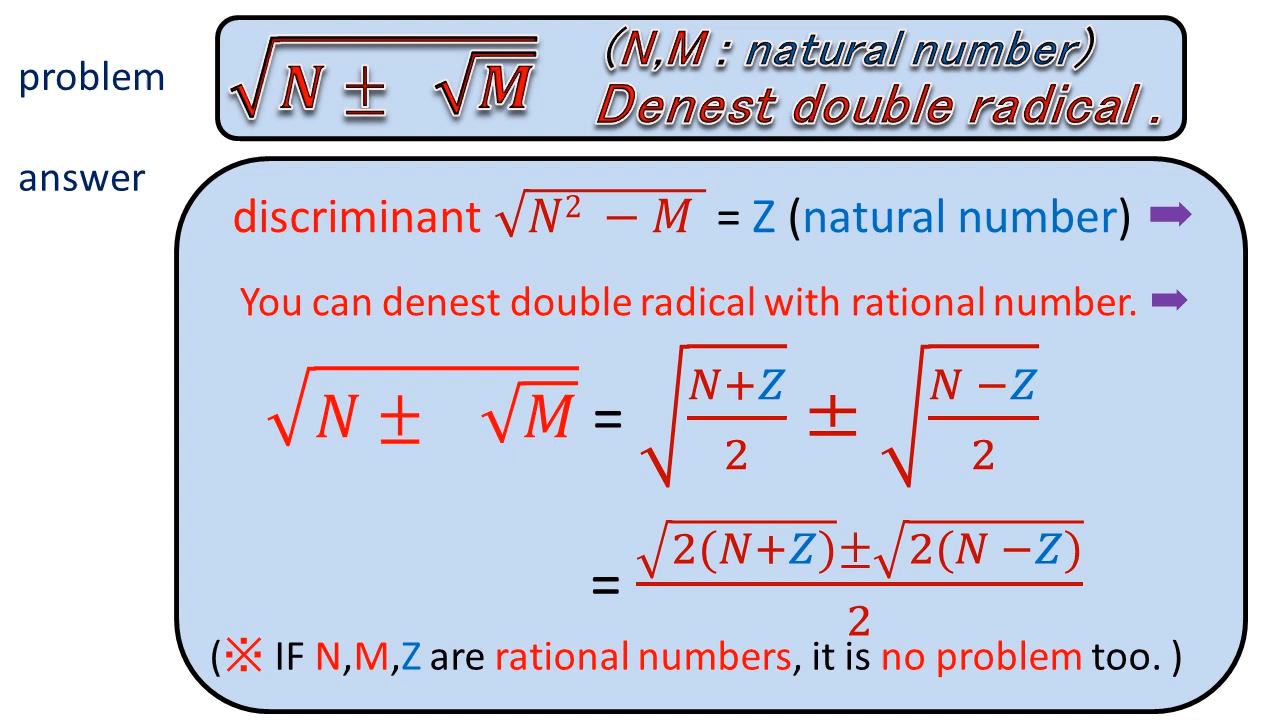 problem
√(N ± √M) (N,M : natural number)
Denest double radical .
answer
discriminant √(N² − M) = Z (natural number) ➡
You can denest double radical with rational number. ➡
√(N ± √M) = √((N+Z)/2) ± √((N −Z)/2)
= (√(2(N+Z)) ± √(2(N −Z)))/2
(※ IF N,M,Z are rational numbers, it is no problem too. )